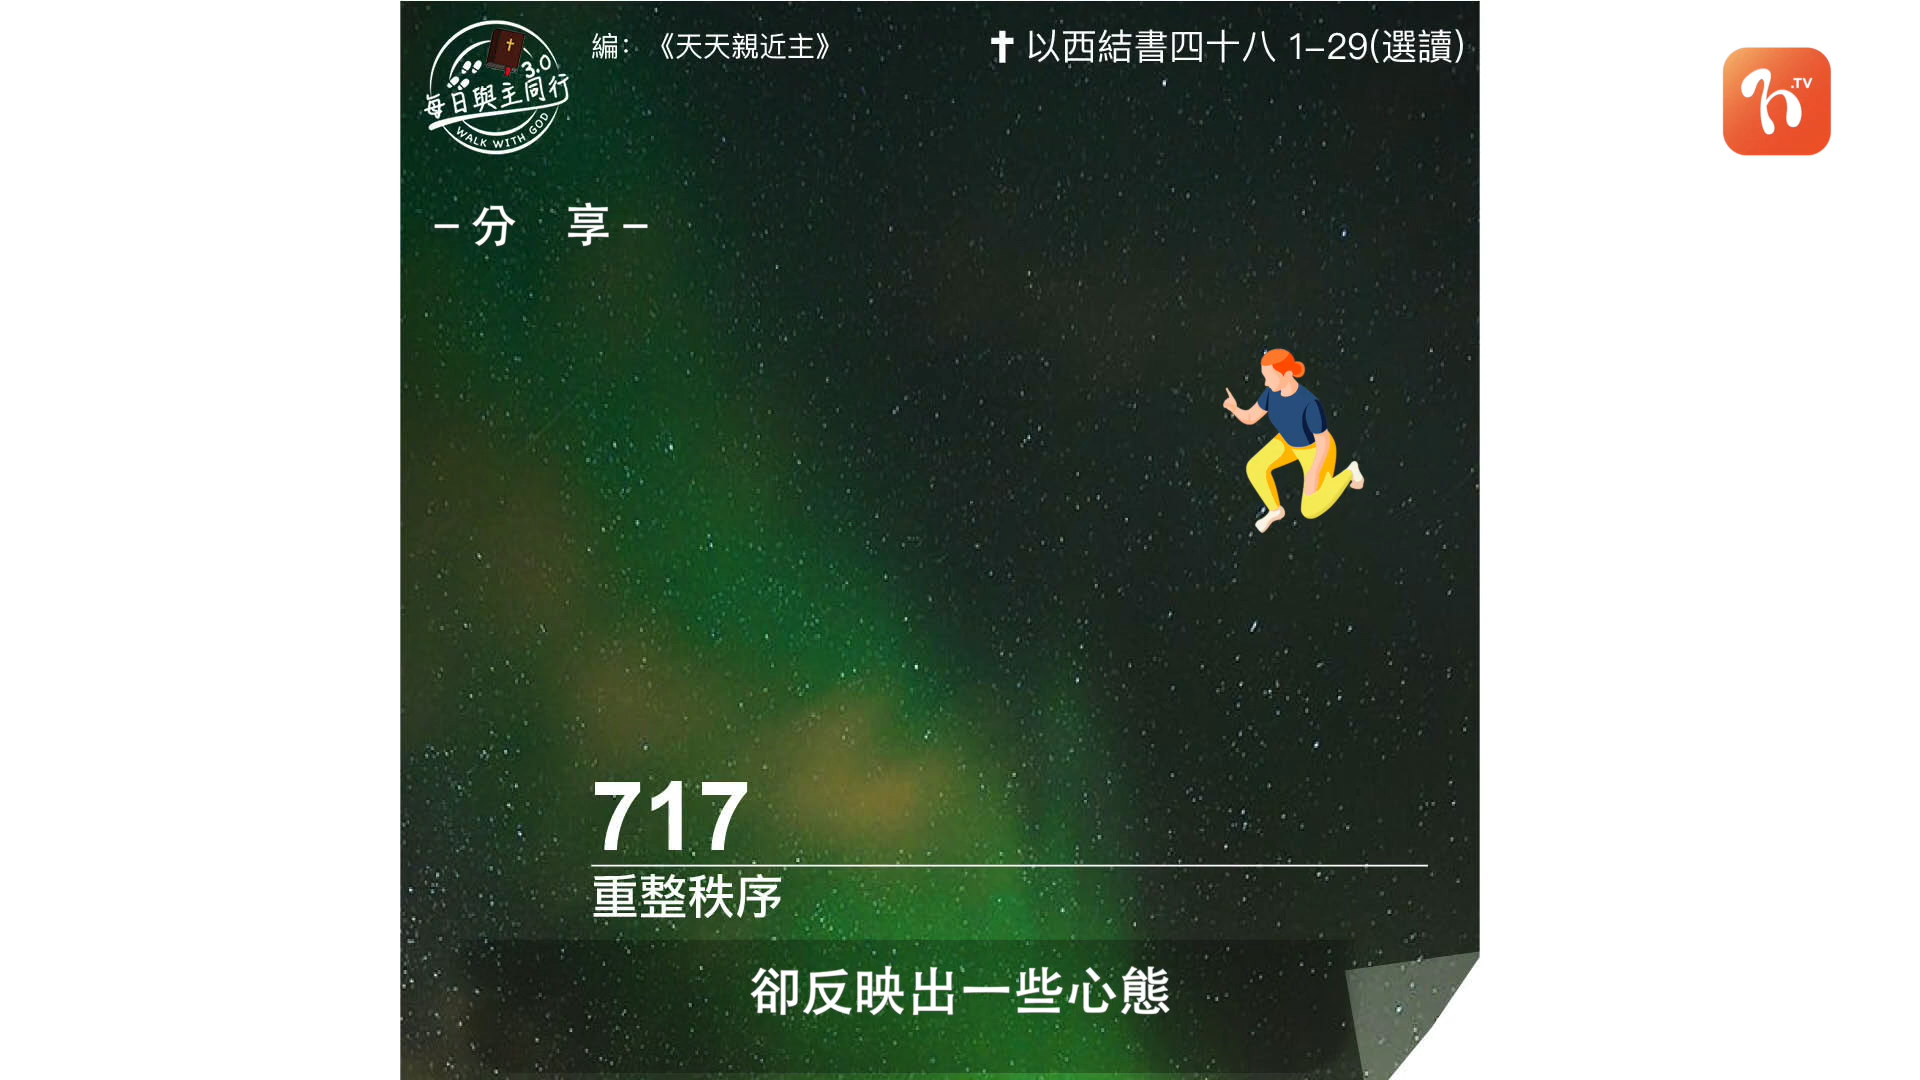 3.0
每日與主同行
WALK WITH GOD
編：《天天親近主》
✝ 以西結書四十八 1–29(選讀)
h.TV
– 分 享 –
717
重整秩序
卻反映出一些心態